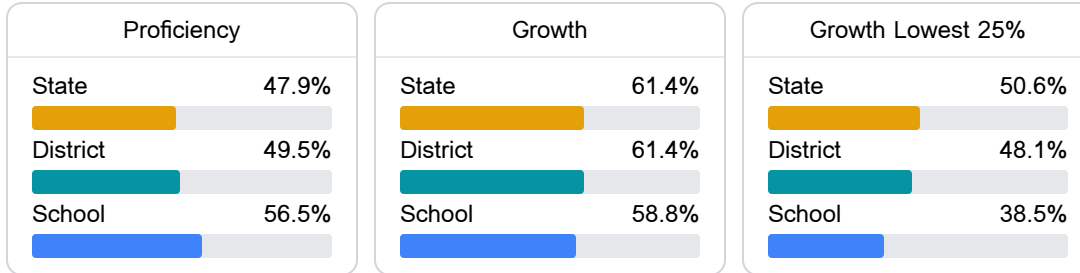 Proficiency
State 47.9%
District 49.5%
School 56.5%
Growth
State 61.4%
District 61.4%
School 58.8%
Growth Lowest 25%
State 50.6%
District 48.1%
School 38.5%